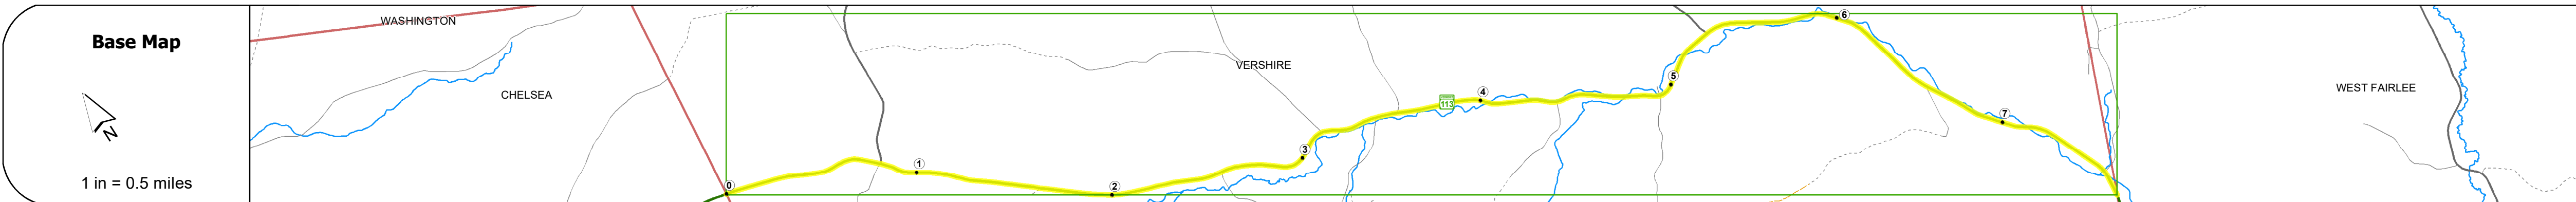 Base Map
N
1 in = 0.5 miles
WASHINGTON
CHELSEA
VERSHIRE
WEST FAIRLEE
113
0
1
2
3
4
5
6
7